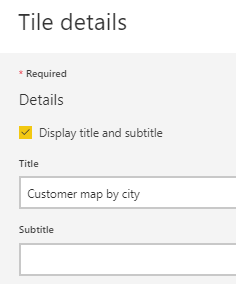 Tile details
* Required
Details
Display title and subtitle
Title
Customer map by city
Subtitle